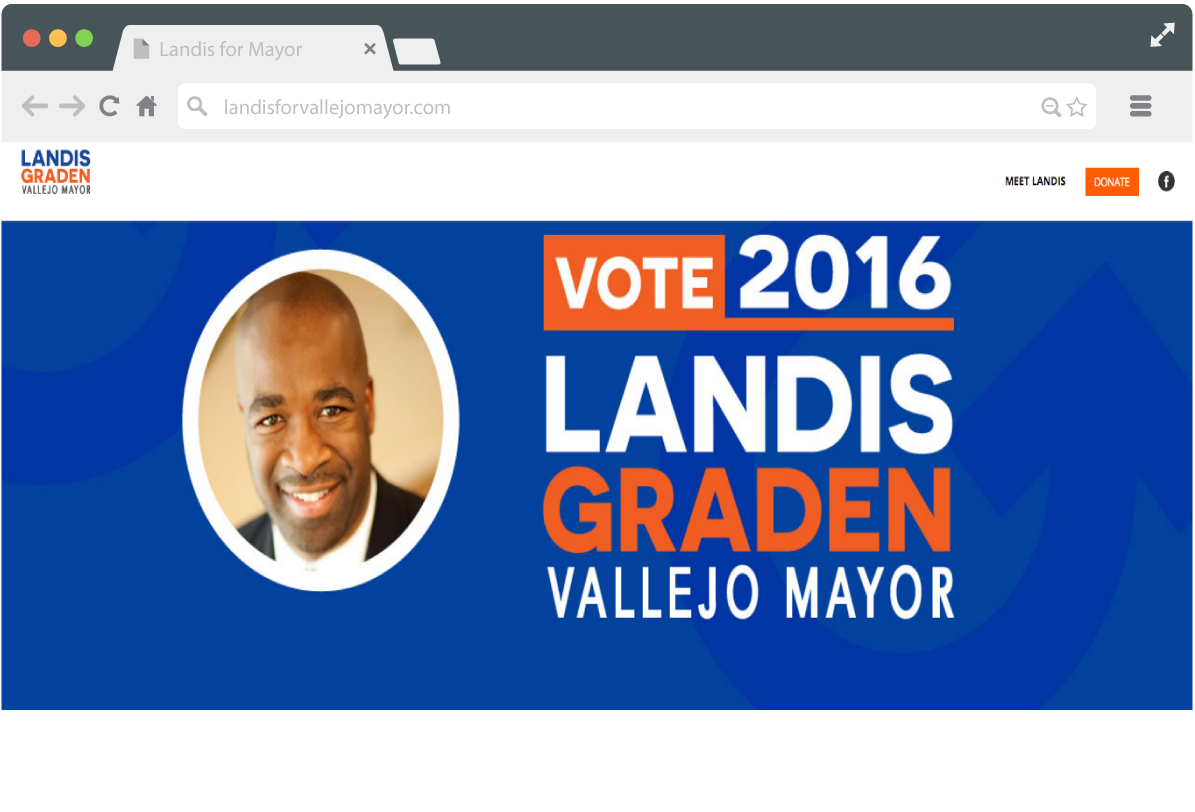 Landis for Mayor
landisforvallejomayor.com
LANDIS
GRADEN
VALLEJO MAYOR
MEET LANDIS
DONATE
f
VOTE 2016
LANDIS
GRADEN
VALLEJO MAYOR